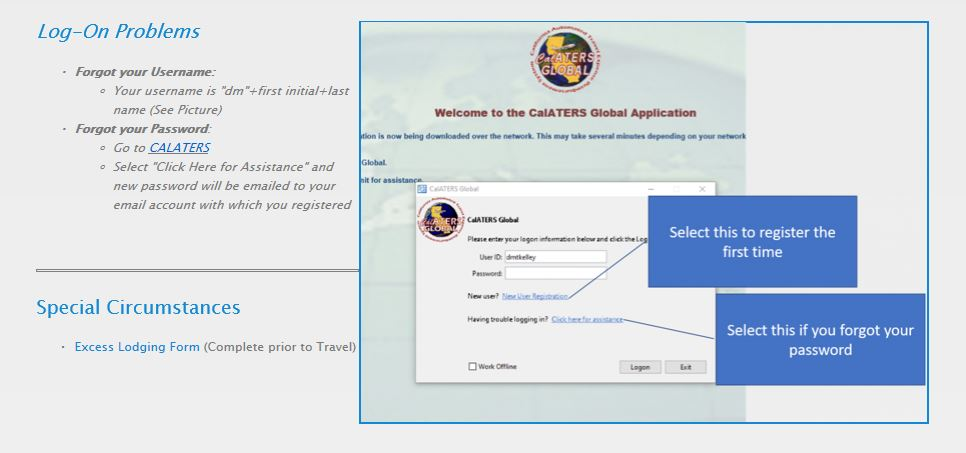 Log-On Problems
• Forgot your Username:
○ Your username is "dm"+first initial+last
name (See Picture)
• Forgot your Password:
○ Go to CALATERS
○ Select "Click Here for Assistance" and
new password will be emailed to your
email account with which you registered
Special Circumstances
• Excess Lodging Form (Complete prior to Travel)
California Automated Travel Expense Reimbursement System
CalATERS
GLOBAL
Welcome to the CalATERS Global Application
tion is now being downloaded over the network. This may take several minutes depending on your network
Global.
nit for assistance.
CalATERS Global
CalATERS
GLOBAL
CalATERS Global
Please enter your logon information below and click the Log
User ID: dmtkelley
Password:
New user? New User Registration
Having trouble logging in? Click here for assistance
Work Offline
Logon
Exit
Select this to register the
first time
Select this if you forgot your
password